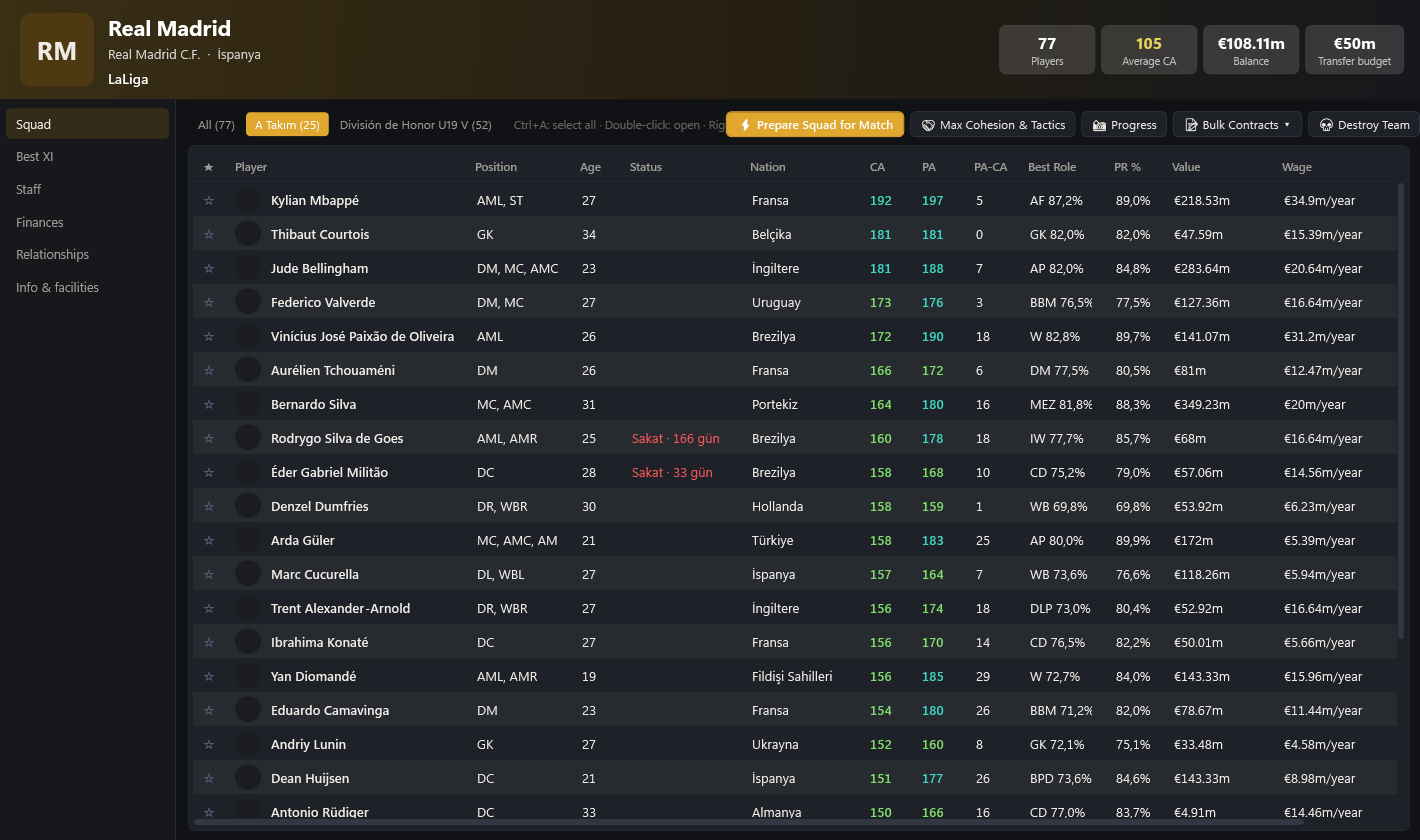 RM
Real Madrid
Real Madrid C.F. · İspanya
LaLiga
77
Players
105
Average CA
€108.11m
Balance
€50m
Transfer budget
Squad
Best XI
Staff
Finances
Relationships
Info & facilities
All (77) A Takım (25) División de Honor U19 V (52) Ctrl+A: select all · Double-click: open · Rig Prepare Squad for Match Max Cohesion & Tactics Progress Bulk Contracts Destroy Team
★ Player Position Age Status Nation CA PA PA-CA Best Role PR % Value Wage
☆ Kylian Mbappé AML, ST 27 Fransa 192 197 5 AF 87,2% 89,0% €218.53m €34.9m/year
☆ Thibaut Courtois GK 34 Belçika 181 181 0 GK 82,0% 82,0% €47.59m €15.39m/year
☆ Jude Bellingham DM, MC, AMC 23 İngiltere 181 188 7 AP 82,0% 84,8% €283.64m €20.64m/year
☆ Federico Valverde DM, MC 27 Uruguay 173 176 3 BBM 76,5% 77,5% €127.36m €16.64m/year
☆ Vinícius José Paixão de Oliveira AML 26 Brezilya 172 190 18 W 82,8% 89,7% €141.07m €31.2m/year
☆ Aurélien Tchouaméni DM 26 Fransa 166 172 6 DM 77,5% 80,5% €81m €12.47m/year
☆ Bernardo Silva MC, AMC 31 Portekiz 164 180 16 MEZ 81,8% 88,3% €349.23m €20m/year
☆ Rodrygo Silva de Goes AML, AMR 25 Sakat · 166 gün Brezilya 160 178 18 IW 77,7% 85,7% €68m €16.64m/year
☆ Éder Gabriel Militão DC 28 Sakat · 33 gün Brezilya 158 168 10 CD 75,2% 79,0% €57.06m €14.56m/year
☆ Denzel Dumfries DR, WBR 30 Hollanda 158 159 1 WB 69,8% 69,8% €53.92m €6.23m/year
☆ Arda Güler MC, AMC, AM 21 Türkiye 158 183 25 AP 80,0% 89,9% €172m €5.39m/year
☆ Marc Cucurella DL, WBL 27 İspanya 157 164 7 WB 73,6% 76,6% €118.26m €5.94m/year
☆ Trent Alexander-Arnold DR, WBR 27 İngiltere 156 174 18 DLP 73,0% 80,4% €52.92m €16.64m/year
☆ Ibrahima Konaté DC 27 Fransa 156 170 14 CD 76,5% 82,2% €50.01m €5.66m/year
☆ Yan Diomandé AML, AMR 19 Fildişi Sahilleri 156 185 29 W 72,7% 84,0% €143.33m €15.96m/year
☆ Eduardo Camavinga DM 23 Fransa 154 180 26 BBM 71,2% 82,0% €78.67m €11.44m/year
☆ Andriy Lunin GK 27 Ukrayna 152 160 8 GK 72,1% 75,1% €33.48m €4.58m/year
☆ Dean Huijsen DC 21 İspanya 151 177 26 BPD 73,6% 84,6% €143.33m €8.98m/year
☆ Antonio Rüdiger DC 33 Almanya 150 166 16 CD 77,0% 83,7% €4.91m €14.46m/year